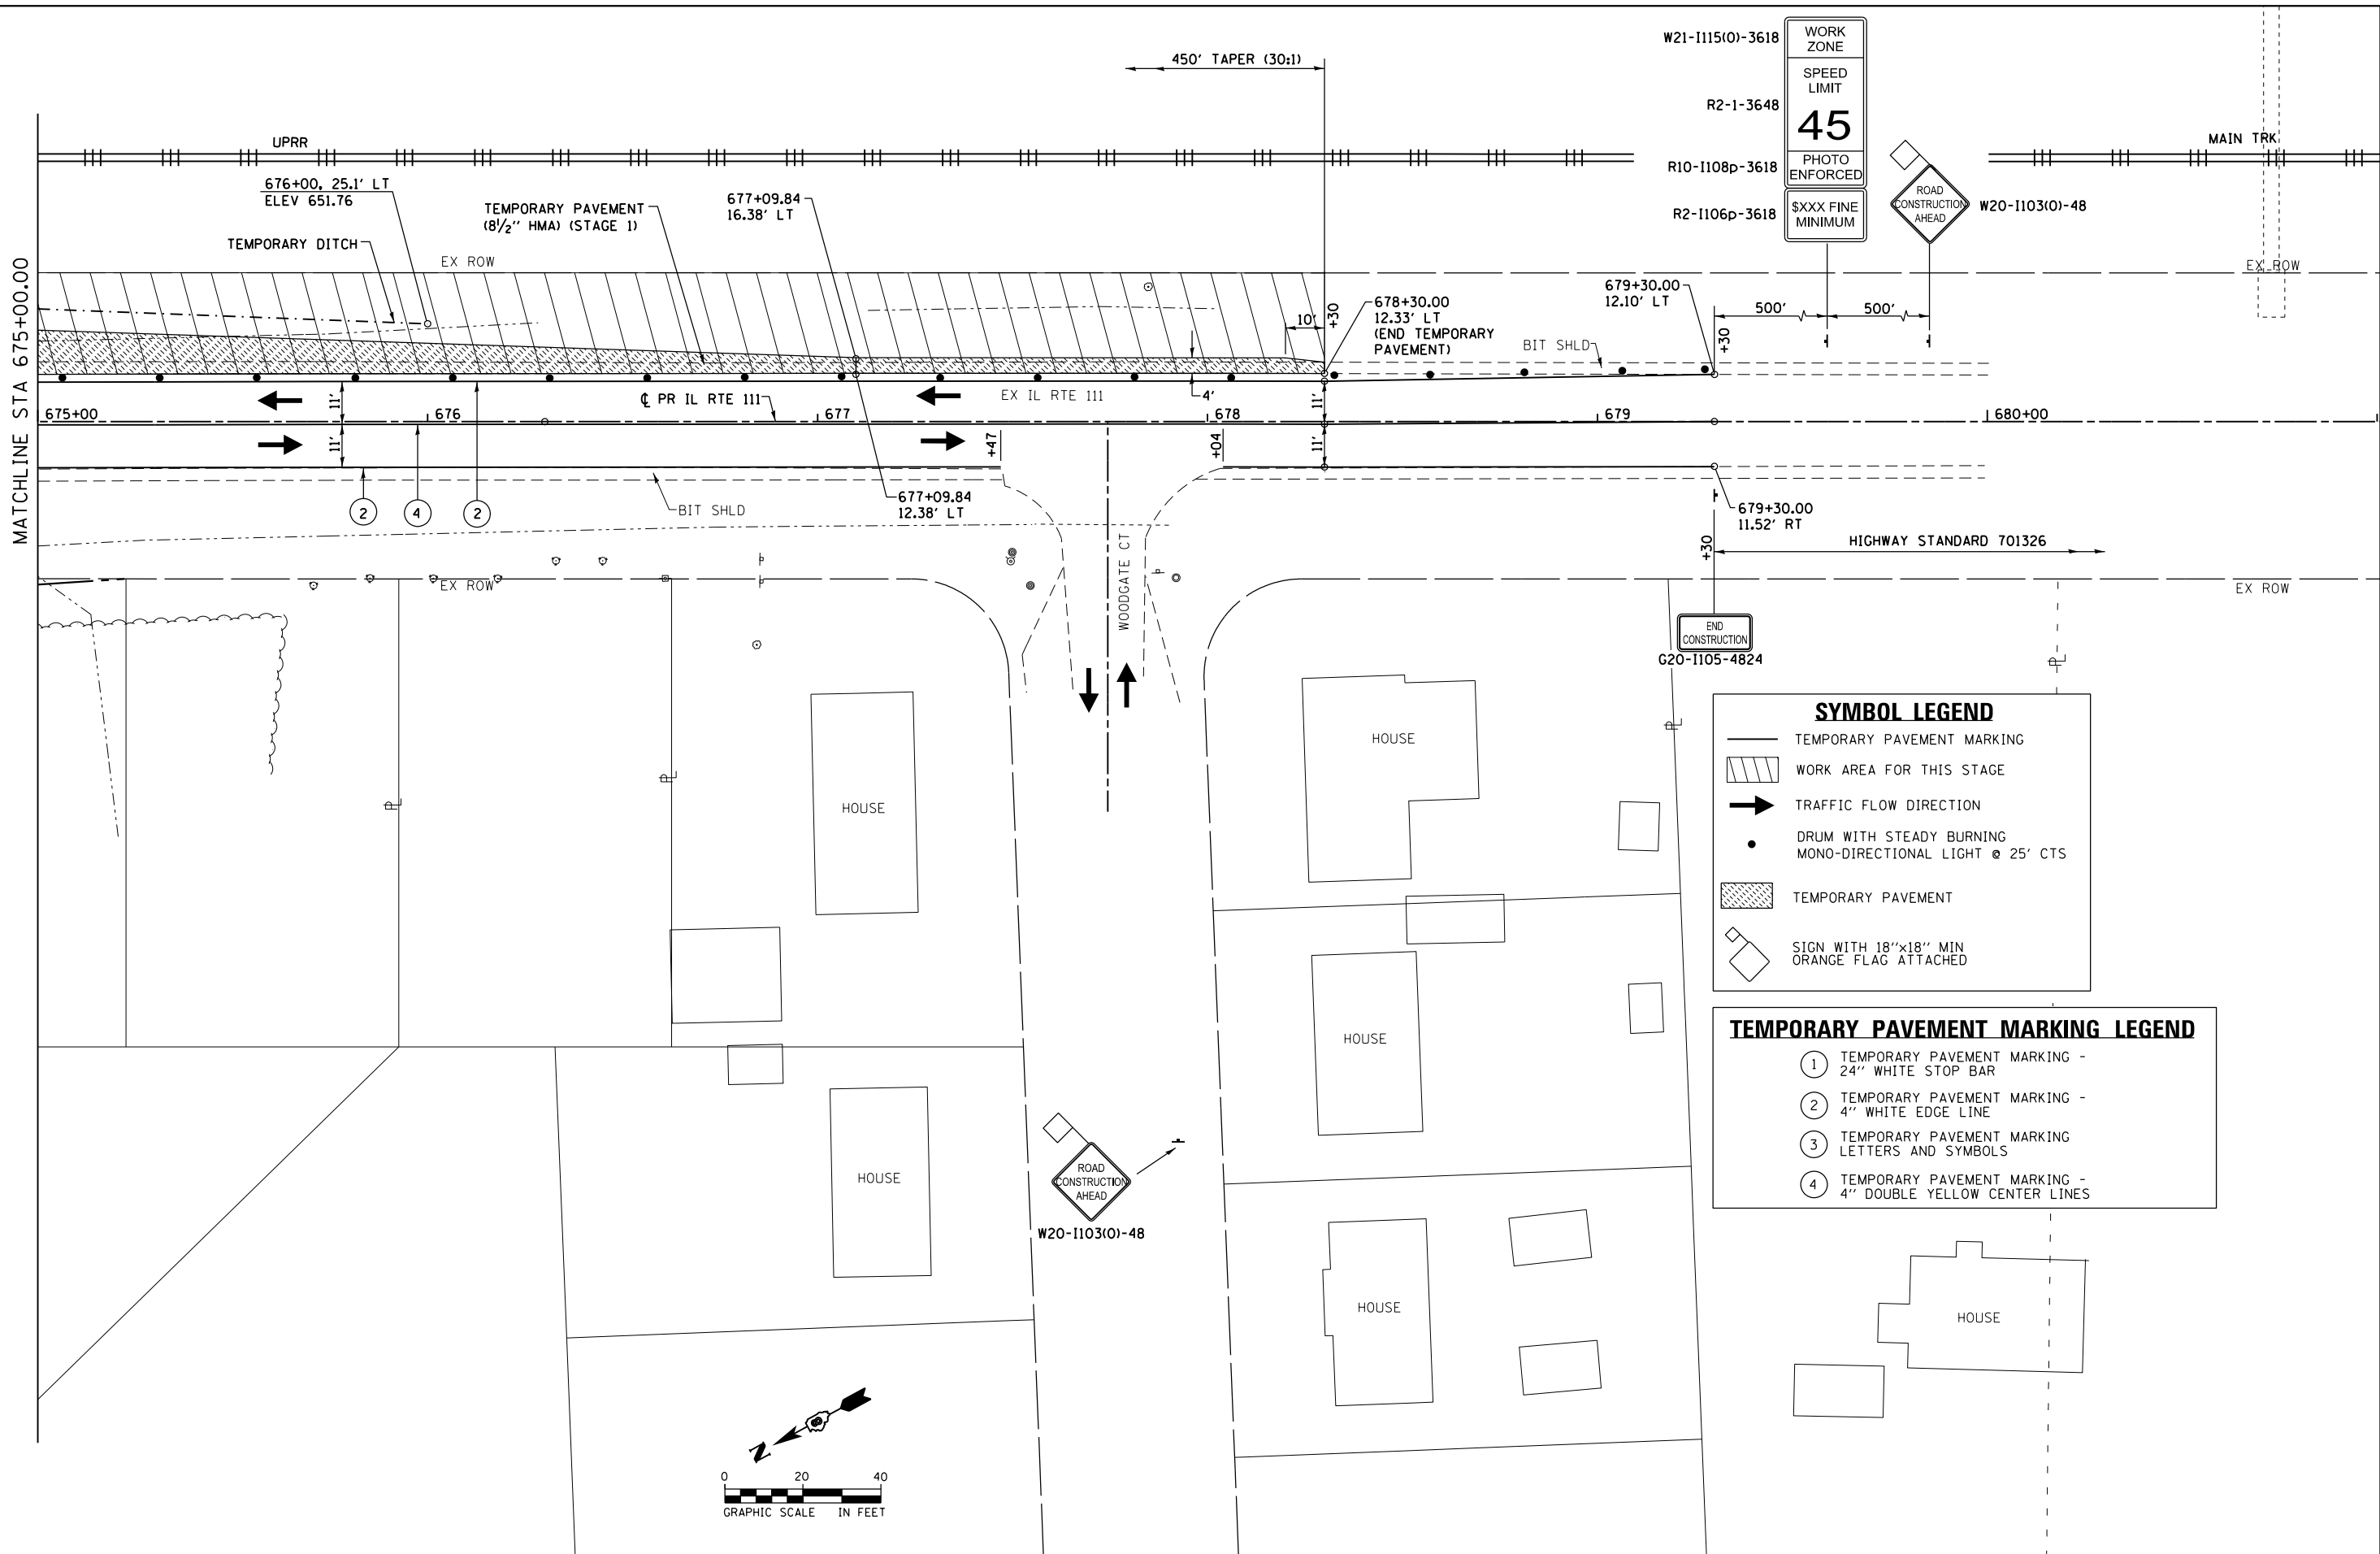 W21-I115(O)-3618
WORK
ZONE
SPEED
LIMIT
R2-1-3648
45
R10-I108p-3618
PHOTO
ENFORCED
R2-I106p-3618
$XXX FINE
MINIMUM
450' TAPER (30:1)
UPRR
MAIN TRK
ROAD
CONSTRUCTION
AHEAD
W20-I103(O)-48
676+00, 25.1' LT
ELEV 651.76
TEMPORARY DITCH
TEMPORARY PAVEMENT
(8½'' HMA) (STAGE 1)
677+09.84
16.38' LT
EX ROW
EX ROW
MATCHLINE STA 675+00.00
10'
+30
678+30.00
12.33' LT
(END TEMPORARY
PAVEMENT)
679+30.00
12.10' LT
500'
500'
+30
BIT SHLD
11'
℄ PR IL RTE 111
EX IL RTE 111
4'
11'
675+00
676
677
678
679
680+00
11'
+47
+04
11'
2
4
2
BIT SHLD
677+09.84
12.38' LT
679+30.00
11.52' RT
+30
HIGHWAY STANDARD 701326
EX ROW
WOODGATE CT
EX ROW
END
CONSTRUCTION
G20-I105-4824
HOUSE
HOUSE
HOUSE
HOUSE
HOUSE
HOUSE
SYMBOL LEGEND
TEMPORARY PAVEMENT MARKING
WORK AREA FOR THIS STAGE
TRAFFIC FLOW DIRECTION
DRUM WITH STEADY BURNING
MONO-DIRECTIONAL LIGHT @ 25' CTS
TEMPORARY PAVEMENT
SIGN WITH 18''x18'' MIN
ORANGE FLAG ATTACHED
TEMPORARY PAVEMENT MARKING LEGEND
1 TEMPORARY PAVEMENT MARKING -
24'' WHITE STOP BAR
2 TEMPORARY PAVEMENT MARKING -
4'' WHITE EDGE LINE
3 TEMPORARY PAVEMENT MARKING
LETTERS AND SYMBOLS
4 TEMPORARY PAVEMENT MARKING -
4'' DOUBLE YELLOW CENTER LINES
ROAD
CONSTRUCTION
AHEAD
W20-I103(O)-48
N
0 20 40
GRAPHIC SCALE IN FEET